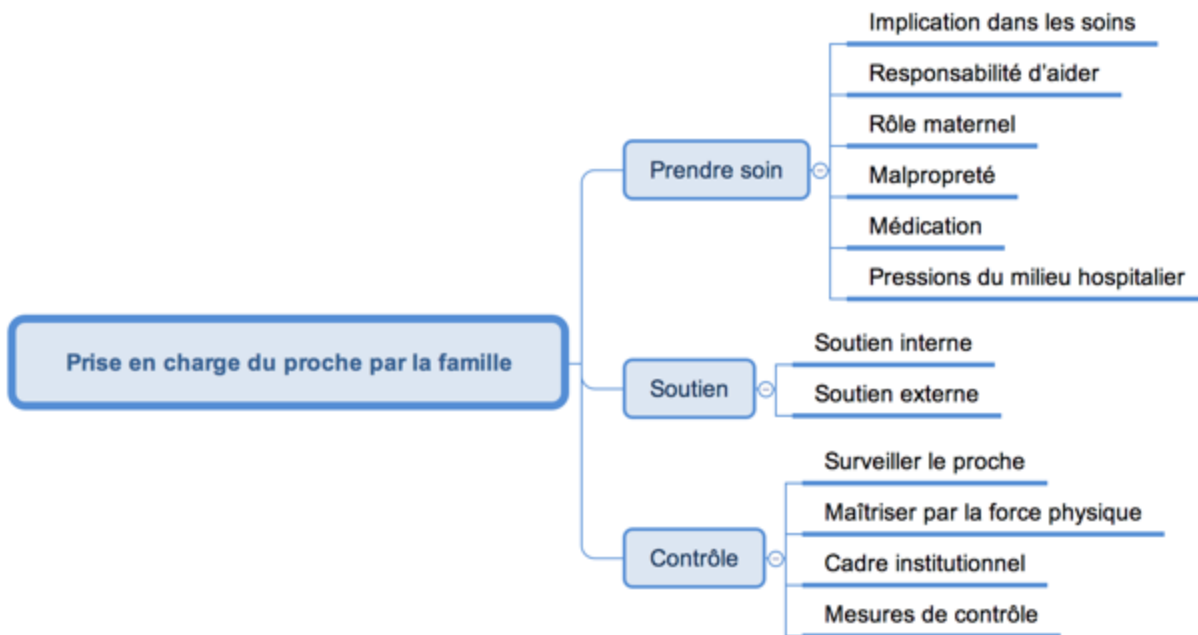 Prise en charge du proche par la famille
Prendre soin
Implication dans les soins
Responsabilité d'aider
Rôle maternel
Malpropreté
Médication
Pressions du milieu hospitalier
Soutien
Soutien interne
Soutien externe
Contrôle
Surveiller le proche
Maîtriser par la force physique
Cadre institutionnel
Mesures de contrôle